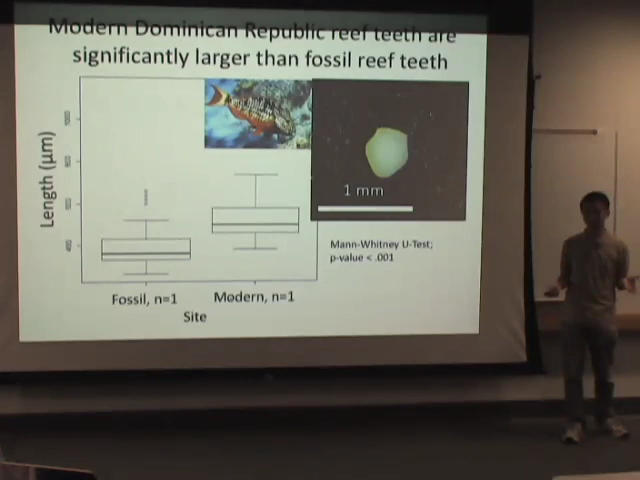 Modern Dominican Republic reef teeth are
significantly larger than fossil reef teeth
Length (µm)
1 mm
Mann-Whitney U-Test;
p-value < .001
Fossil, n=1
Modern, n=1
Site